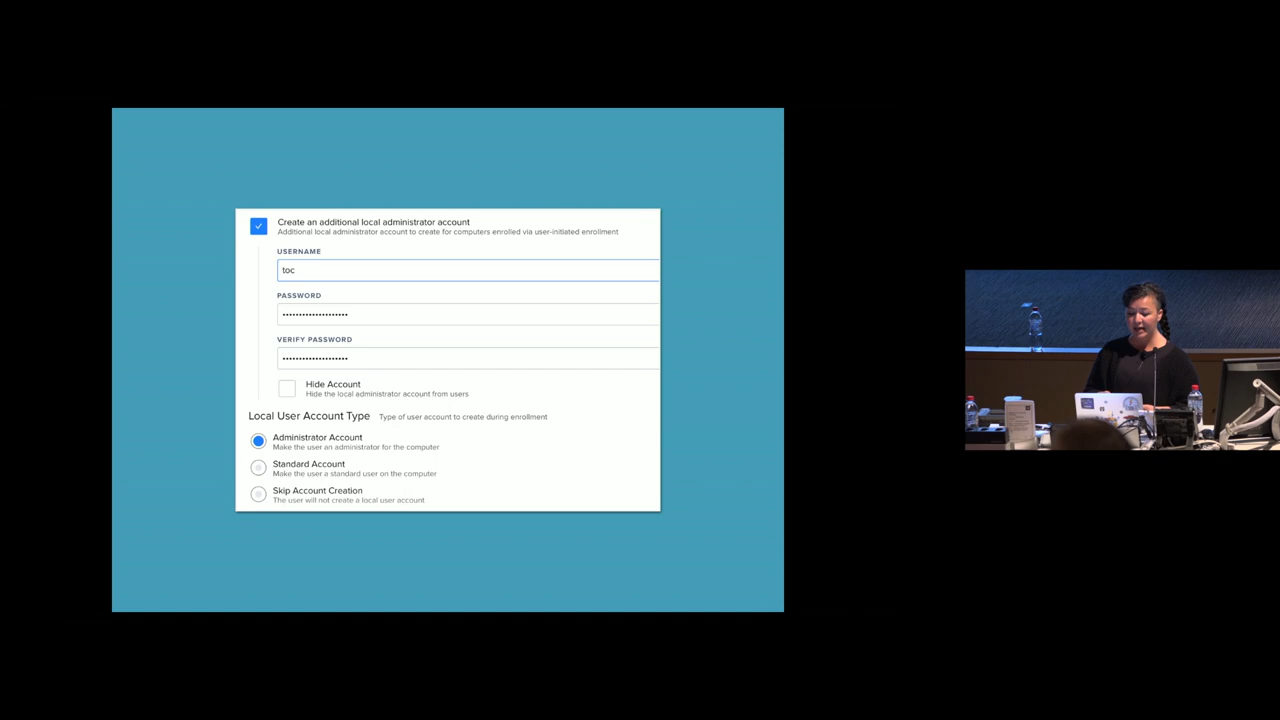 Create an additional local administrator account
Additional local administrator account to create for computers enrolled via user-initiated enrollment
USERNAME
toc
PASSWORD
••••••••••••••••••••
VERIFY PASSWORD
••••••••••••••••••••
Hide Account
Hide the local administrator account from users
Local User Account Type Type of user account to create during enrollment
Administrator Account
Make the user an administrator for the computer
Standard Account
Make the user a standard user on the computer
Skip Account Creation
The user will not create a local user account